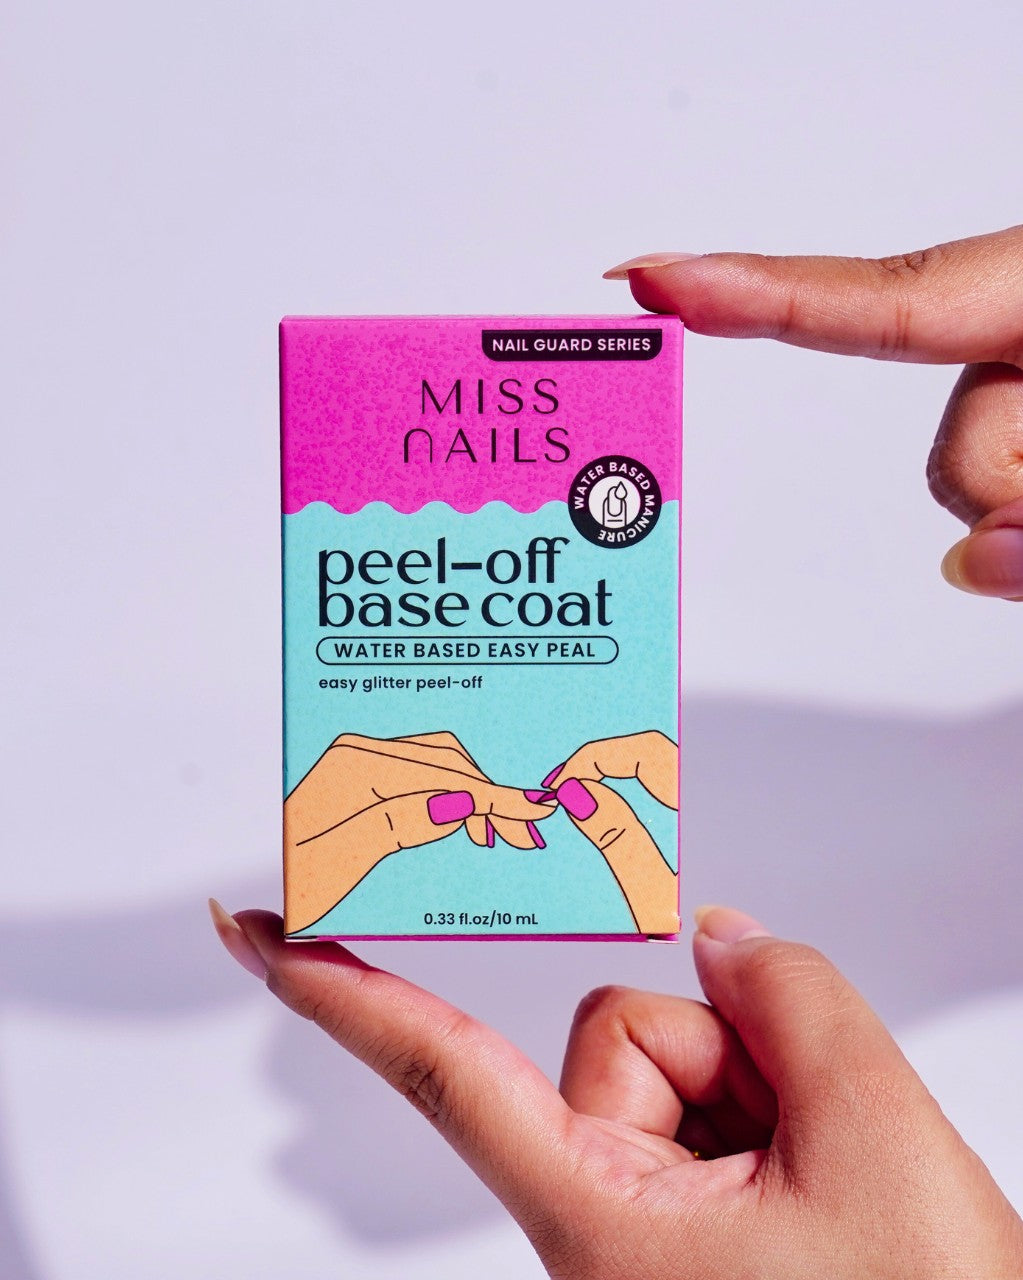 NAIL GUARD SERIES
MISS
NAILS
WATER BASED MANICURE
peel-off
base coat
WATER BASED EASY PEAL
easy glitter peel-off
0.33 fl.oz/10 mL